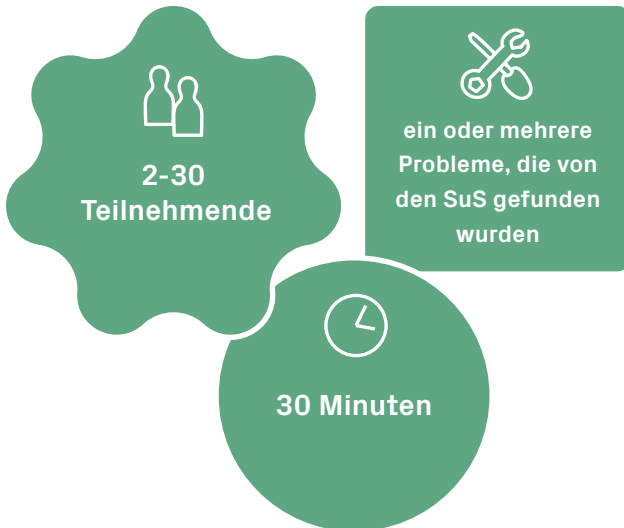 2-30
Teilnehmende
ein oder mehrere
Probleme, die von
den SuS gefunden
wurden
30 Minuten